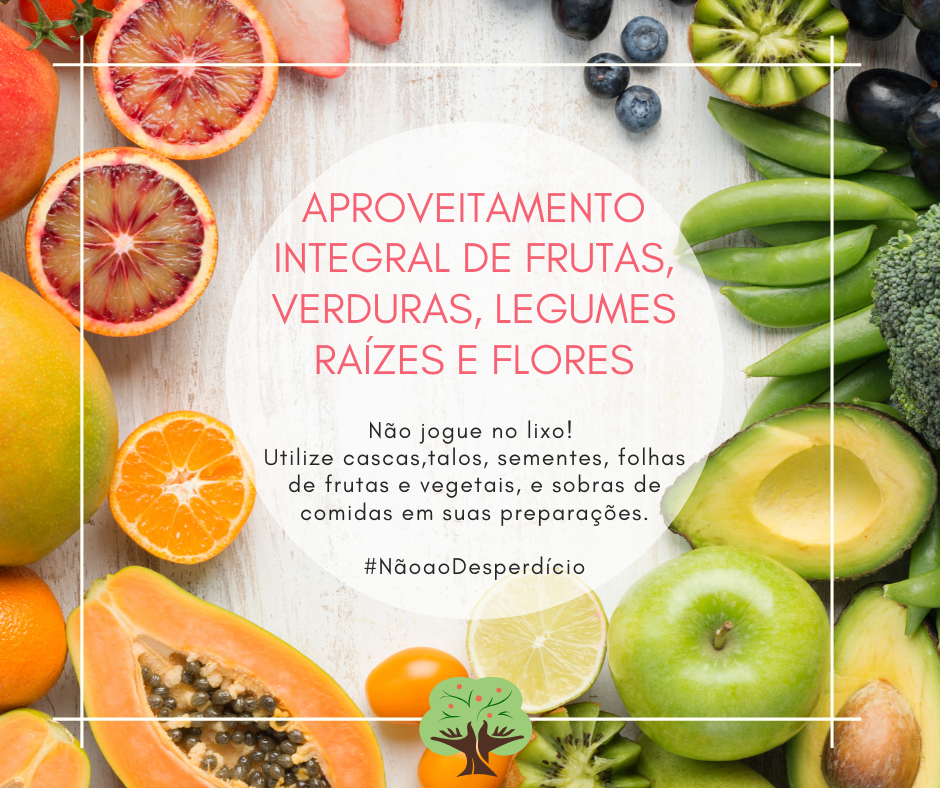 APROVEITAMENTO
INTEGRAL DE FRUTAS,
VERDURAS, LEGUMES
RAÍZES E FLORES
Não jogue no lixo!
Utilize cascas,talos, sementes, folhas
de frutas e vegetais, e sobras de
comidas em suas preparações.
#NãoaoDesperdício